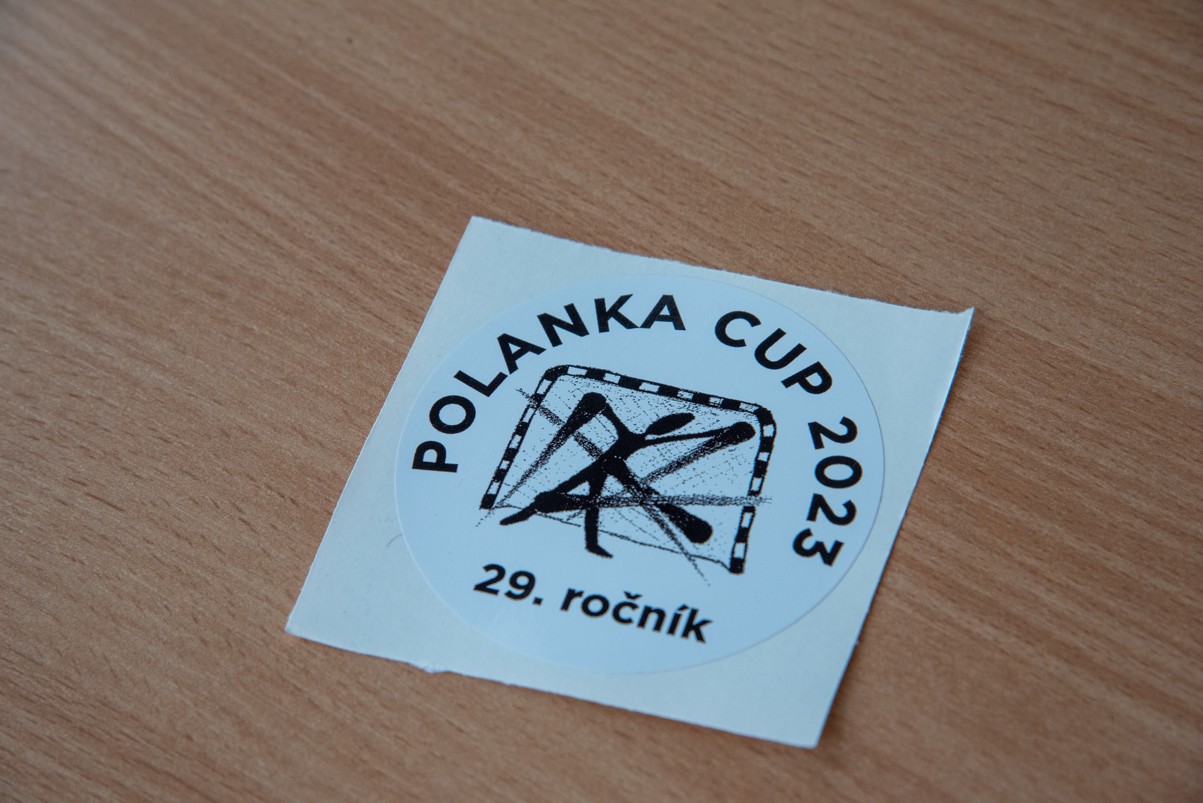 POLANKA CUP 2023
29. ročník